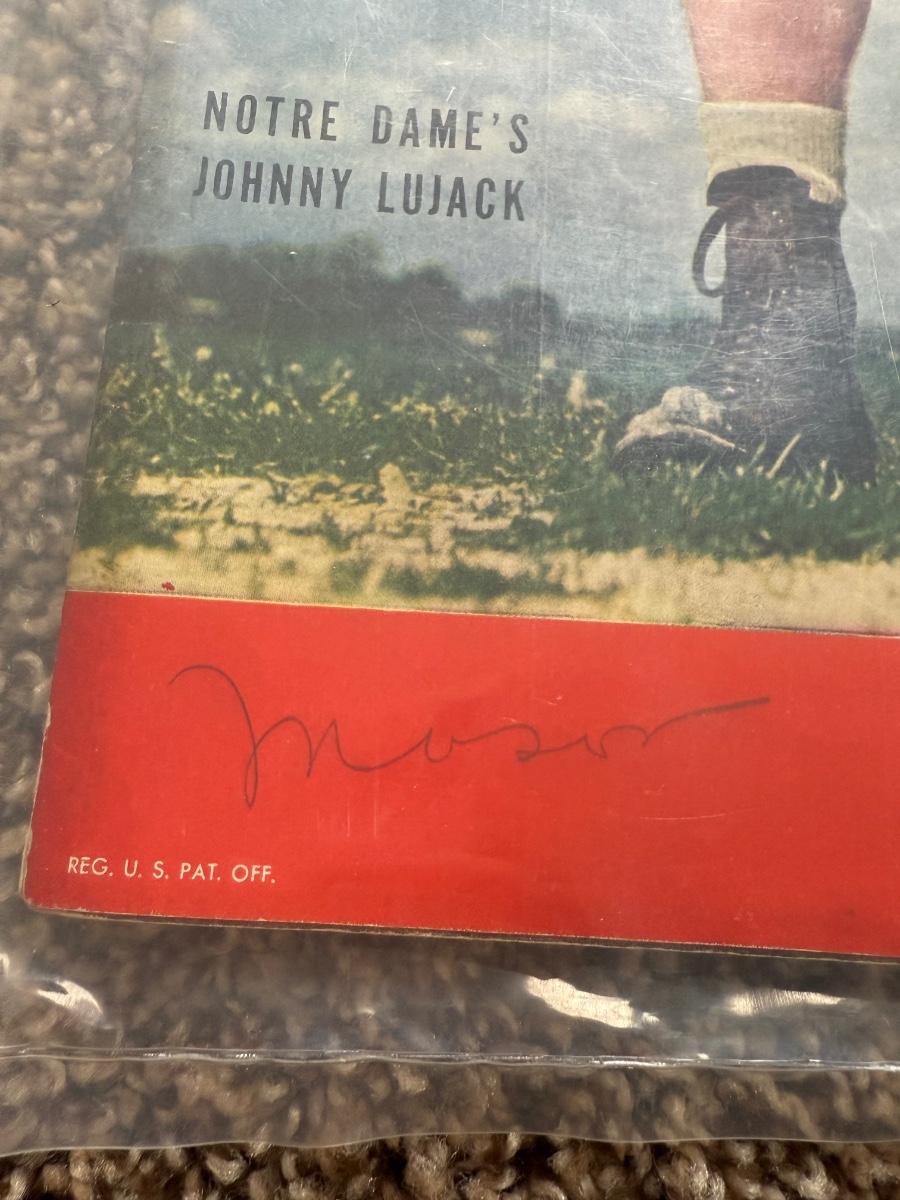 NOTRE DAME'S
JOHNNY LUJACK
REG. U. S. PAT. OFF.